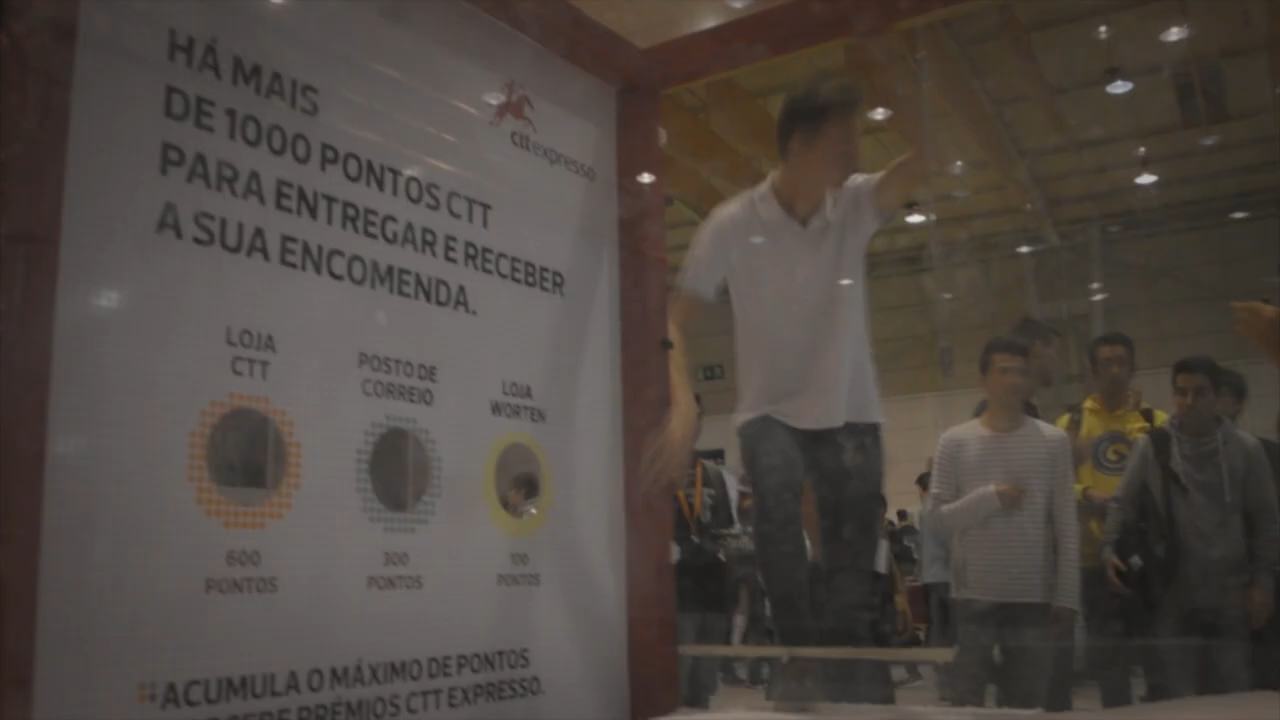 HÁ MAIS
DE 1000 PONTOS CTT
PARA ENTREGAR E RECEBER
A SUA ENCOMENDA.
ctt expresso
LOJA
CTT
600
PONTOS
POSTO DE
CORREIO
300
PONTOS
LOJA
WORTEN
100
PONTOS
ACUMULA O MÁXIMO DE PONTOS
PRÉMIOS CTT EXPRESSO.